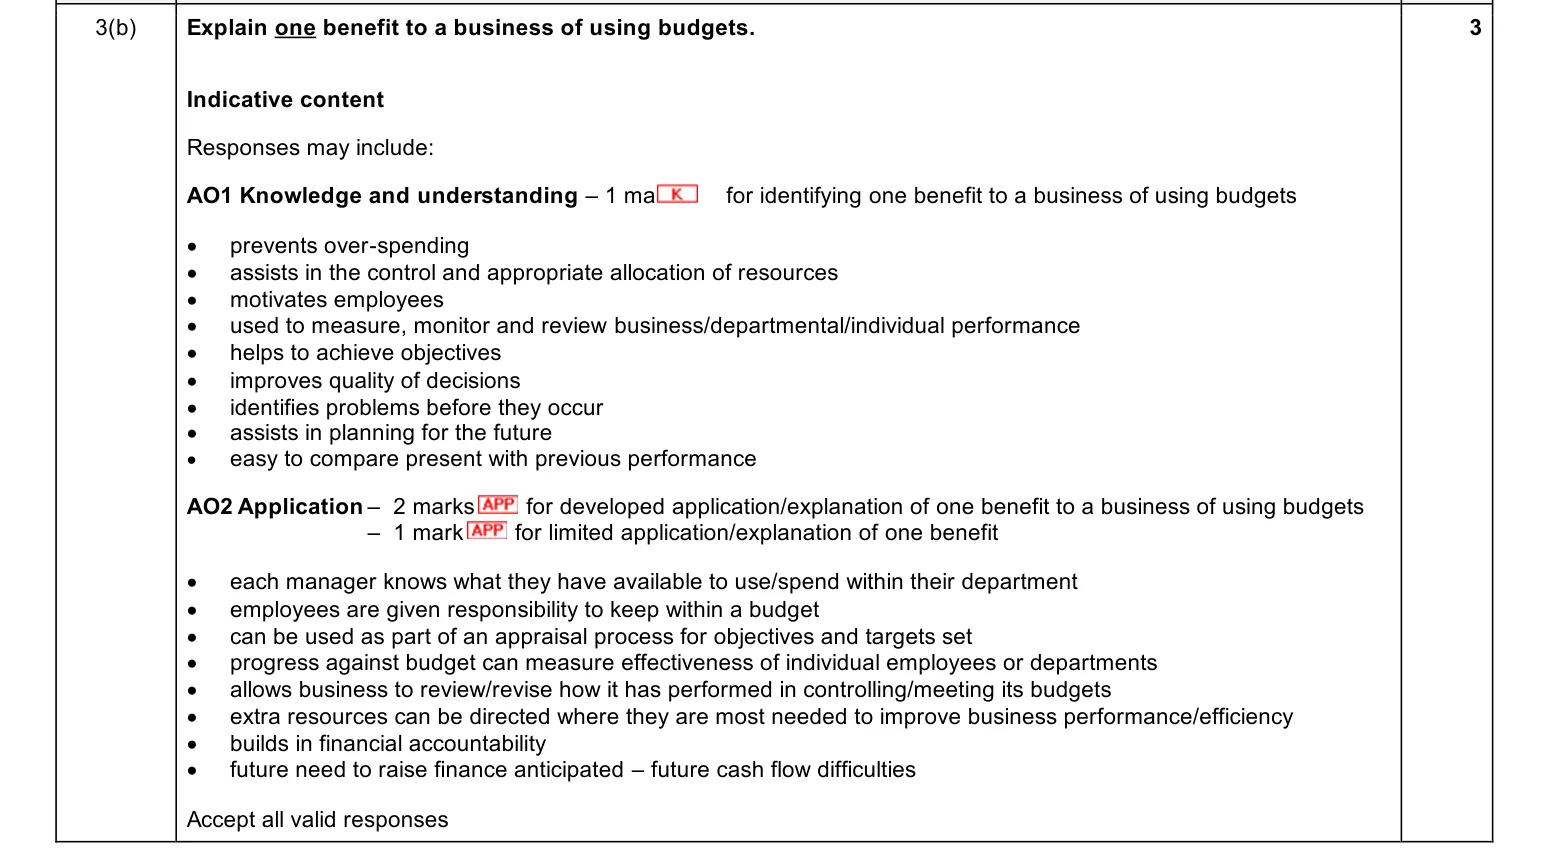 3(b) Explain one benefit to a business of using budgets. 3
Indicative content
Responses may include:
AO1 Knowledge and understanding – 1 ma K for identifying one benefit to a business of using budgets
• prevents over-spending
• assists in the control and appropriate allocation of resources
• motivates employees
• used to measure, monitor and review business/departmental/individual performance
• helps to achieve objectives
• improves quality of decisions
• identifies problems before they occur
• assists in planning for the future
• easy to compare present with previous performance
AO2 Application – 2 marks APP for developed application/explanation of one benefit to a business of using budgets
– 1 mark APP for limited application/explanation of one benefit
• each manager knows what they have available to use/spend within their department
• employees are given responsibility to keep within a budget
• can be used as part of an appraisal process for objectives and targets set
• progress against budget can measure effectiveness of individual employees or departments
• allows business to review/revise how it has performed in controlling/meeting its budgets
• extra resources can be directed where they are most needed to improve business performance/efficiency
• builds in financial accountability
• future need to raise finance anticipated – future cash flow difficulties
Accept all valid responses